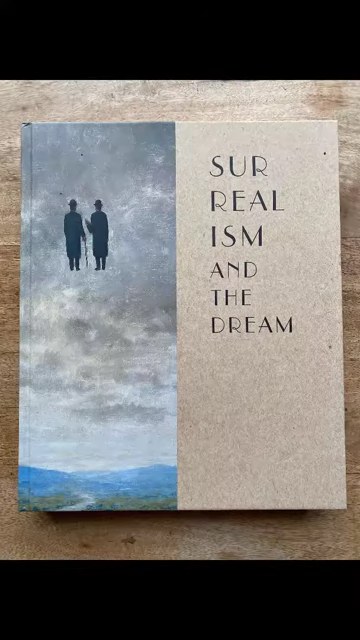 SUR
REAL
ISM
AND
THE
DREAM